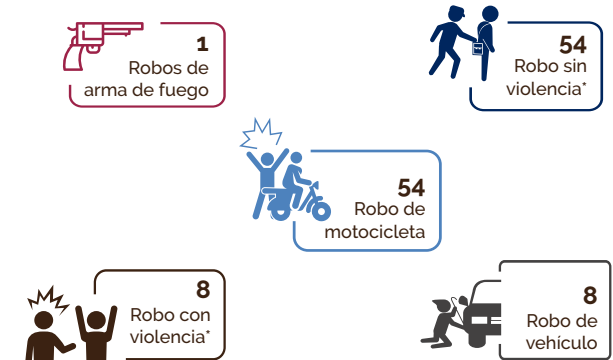 1
Robos de
arma de fuego
54
Robo sin
violencia*
54
Robo de
motocicleta
8
Robo con
violencia*
8
Robo de
vehículo